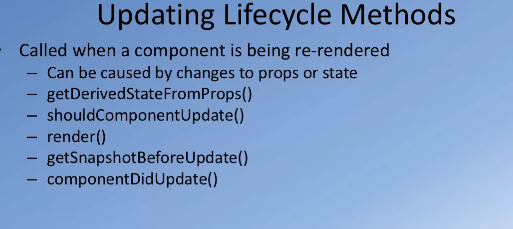 Updating Lifecycle Methods
• Called when a component is being re-rendered
– Can be caused by changes to props or state
– getDerivedStateFromProps()
– shouldComponentUpdate()
– render()
– getSnapshotBeforeUpdate()
– componentDidUpdate()